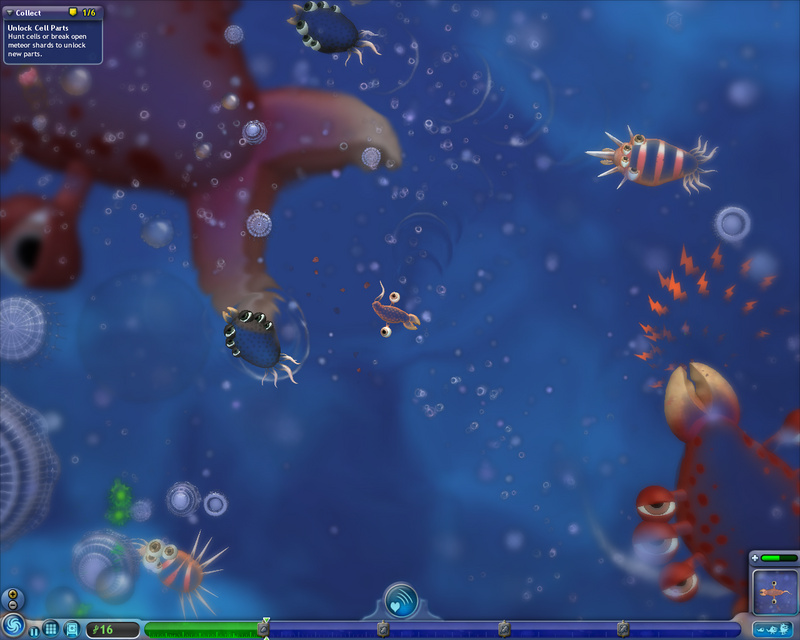 Collect 1/6
Unlock Cell Parts
Hunt cells or break open
meteor shards to unlock
new parts.
16